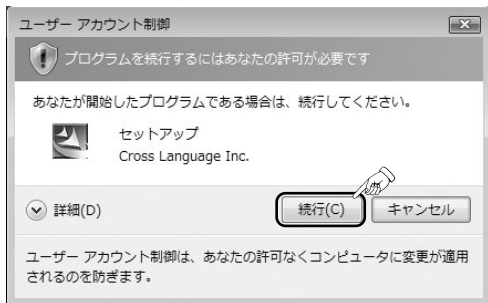 ユーザー アカウント制御
プログラムを続行するにはあなたの許可が必要です
あなたが開始したプログラムである場合は、続行してください。
セットアップ
Cross Language Inc.
詳細(D)
続行(C)
キャンセル
ユーザー アカウント制御は、あなたの許可なくコンピュータに変更が適用
されるのを防ぎます。